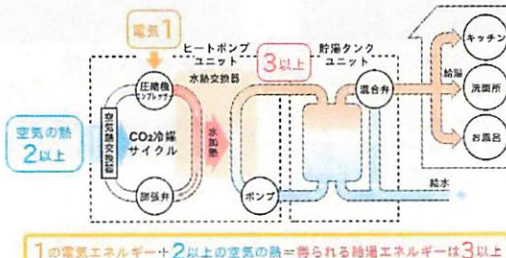 電気1
ヒートポンプ
ユニット
水熱交換器
3以上
貯湯タンク
ユニット
キッチン
圧縮機
コンプレッサ
混合弁
給湯
洗面所
空気の熱
2以上
空気熱交換器
CO₂冷媒
サイクル
水加熱
お風呂
膨張弁
ポンプ
給水
1の電気エネルギー+2以上の空気の熱=得られる給湯エネルギーは3以上